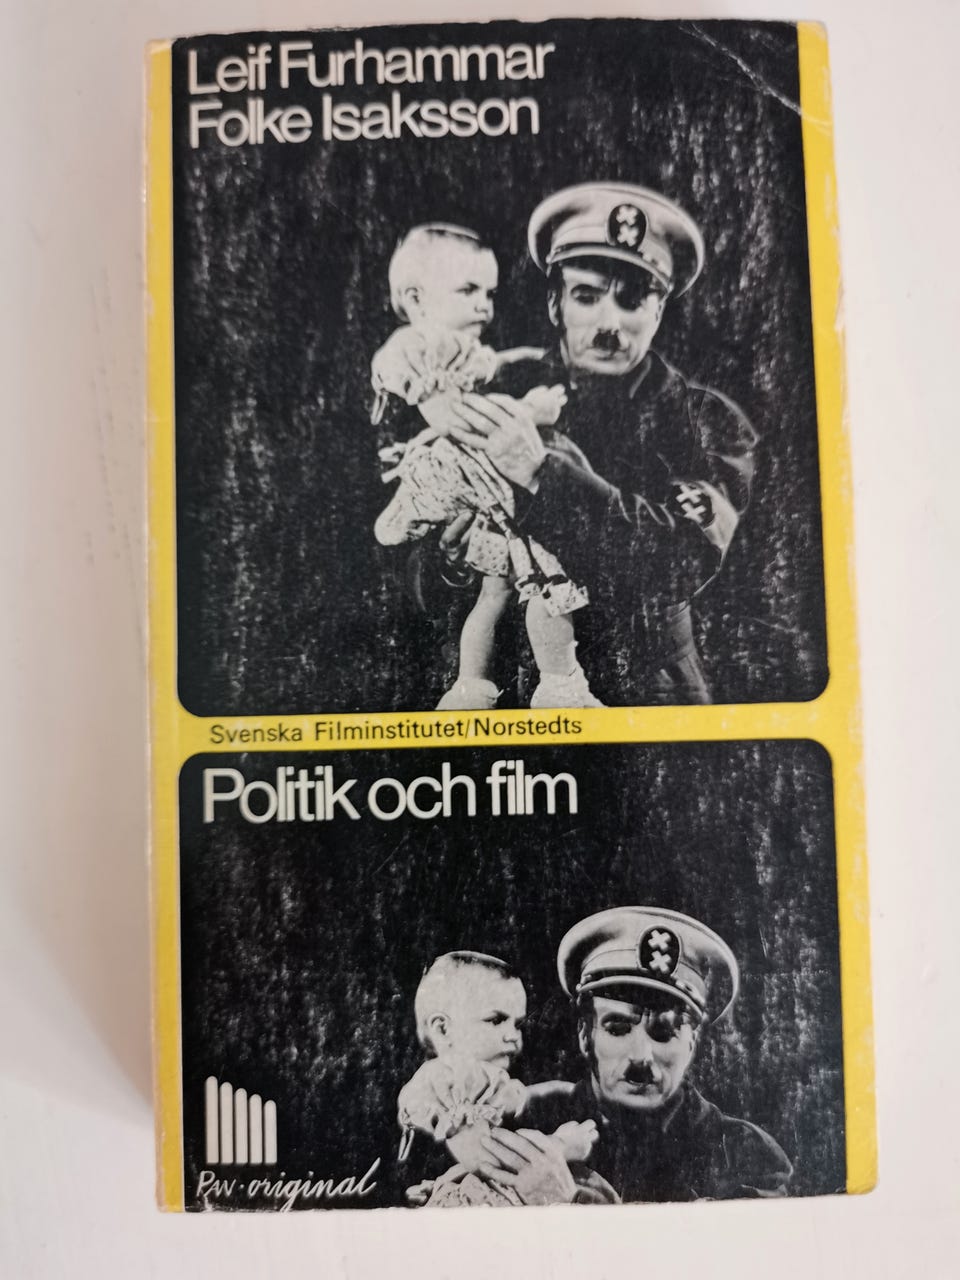 Leif Furhammar
Folke Isaksson
Svenska Filminstitutet/Norstedts
Politik och film
PAN·original